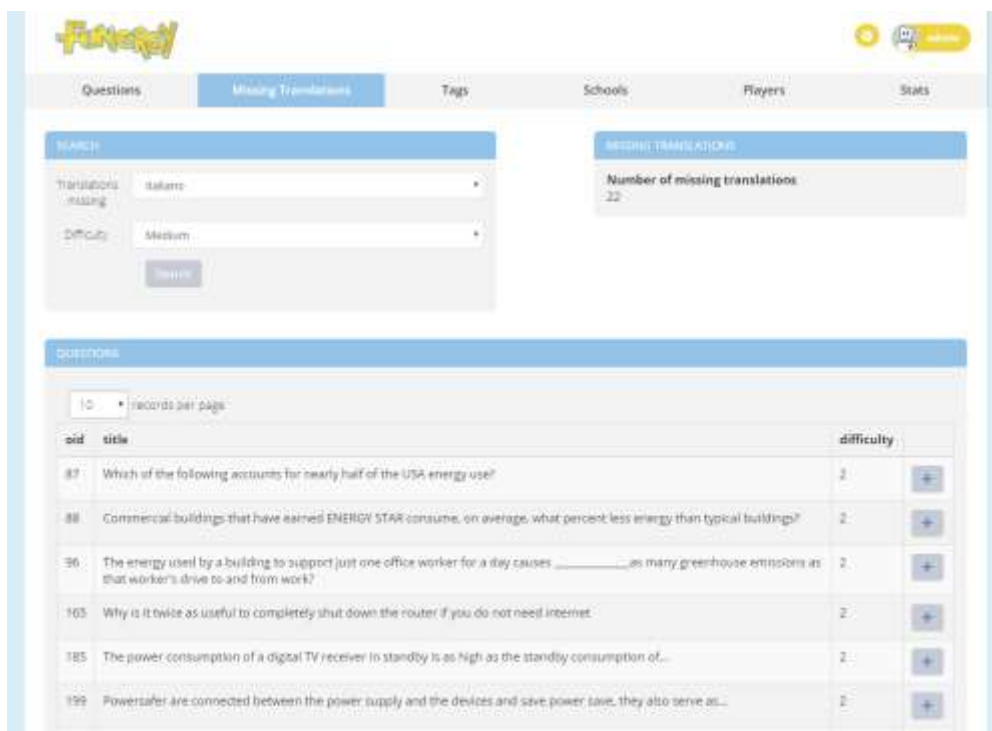 FUNERGY
admin
Questions
Missing Translations
Tags
Schools
Players
Stats
SEARCH
MISSING TRANSLATIONS
Translations missing
Italiano
Number of missing translations
22
Difficulty
Medium
Search
QUESTIONS
10 records per page
oid title difficulty
87 Which of the following accounts for nearly half of the USA energy use? 2 +
88 Commercial buildings that have earned ENERGY STAR consume, on average, what percent less energy than typical buildings? 2 +
96 The energy used by a building to support just one office worker for a day causes ____________as many greenhouse emissions as 2 +
that worker's drive to and from work?
165 Why is it twice as useful to completely shut down the router if you do not need internet 2 +
185 The power consumption of a digital TV receiver in standby is as high as the standby consumption of... 2 +
199 Powersafer are connected between the power supply and the devices and save power save, they also serve as... 2 +